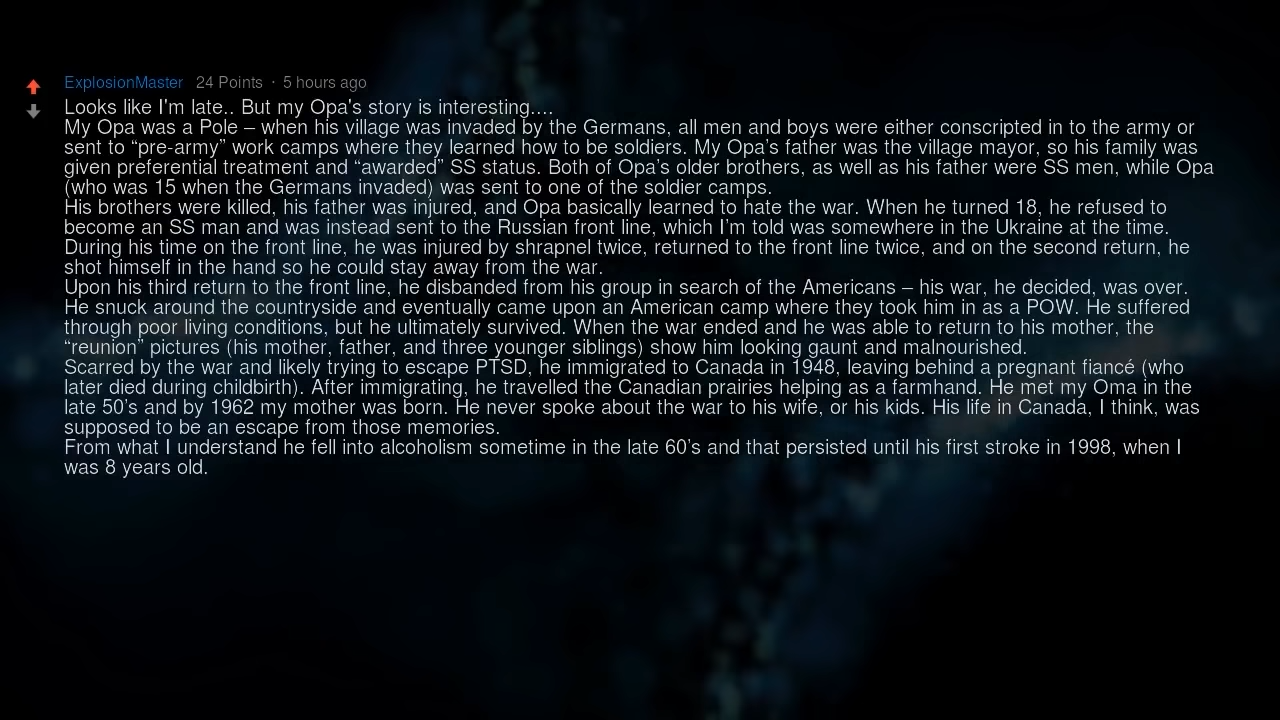 ExplosionMaster 24 Points · 5 hours ago
Looks like I'm late.. But my Opa's story is interesting....
My Opa was a Pole – when his village was invaded by the Germans, all men and boys were either conscripted in to the army or
sent to “pre-army” work camps where they learned how to be soldiers. My Opa’s father was the village mayor, so his family was
given preferential treatment and “awarded” SS status. Both of Opa’s older brothers, as well as his father were SS men, while Opa
(who was 15 when the Germans invaded) was sent to one of the soldier camps.
His brothers were killed, his father was injured, and Opa basically learned to hate the war. When he turned 18, he refused to
become an SS man and was instead sent to the Russian front line, which I’m told was somewhere in the Ukraine at the time.
During his time on the front line, he was injured by shrapnel twice, returned to the front line twice, and on the second return, he
shot himself in the hand so he could stay away from the war.
Upon his third return to the front line, he disbanded from his group in search of the Americans – his war, he decided, was over.
He snuck around the countryside and eventually came upon an American camp where they took him in as a POW. He suffered
through poor living conditions, but he ultimately survived. When the war ended and he was able to return to his mother, the
“reunion” pictures (his mother, father, and three younger siblings) show him looking gaunt and malnourished.
Scarred by the war and likely trying to escape PTSD, he immigrated to Canada in 1948, leaving behind a pregnant fiancé (who
later died during childbirth). After immigrating, he travelled the Canadian prairies helping as a farmhand. He met my Oma in the
late 50’s and by 1962 my mother was born. He never spoke about the war to his wife, or his kids. His life in Canada, I think, was
supposed to be an escape from those memories.
From what I understand he fell into alcoholism sometime in the late 60’s and that persisted until his first stroke in 1998, when I
was 8 years old.